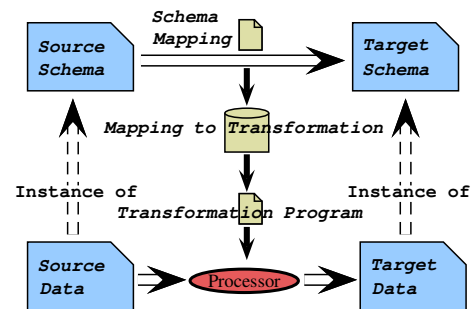 Schema
Mapping
Source
Schema
Target
Schema
Mapping to Transformation
Instance of
Instance of
Transformation Program
Source
Data
Processor
Target
Data